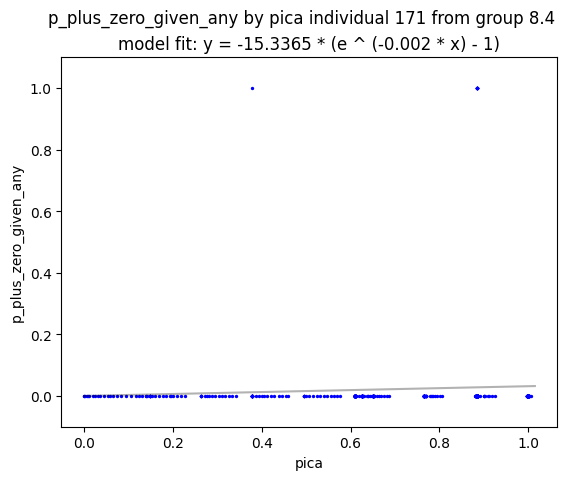 p_plus_zero_given_any by pica individual 171 from group 8.4
model fit: y = -15.3365 * (e ^ (-0.002 * x) - 1)
1.0
0.8
0.6
0.4
0.2
0.0
p_plus_zero_given_any
0.0 0.2 0.4 0.6 0.8 1.0
pica